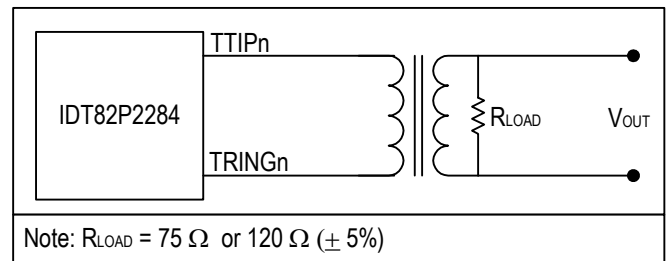 TTIPn
IDT82P2284
RLOAD
VOUT
TRINGn
Note: RLOAD = 75 Ω or 120 Ω (± 5%)